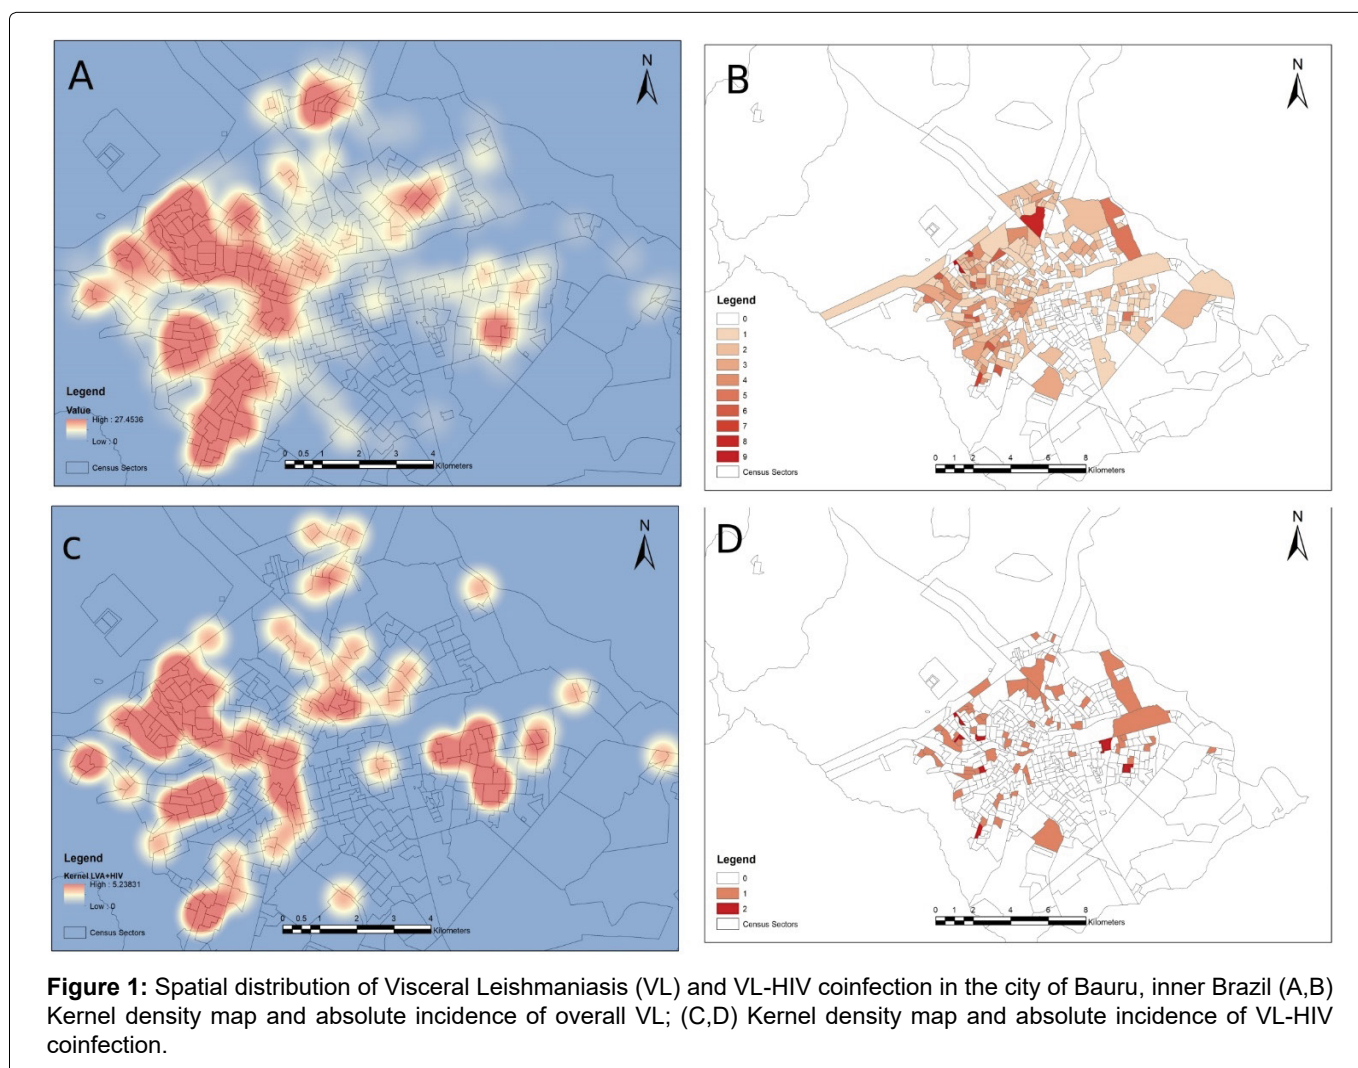 A
N
Legend
Value
High : 27.4536
Low : 0
Census Sectors
0 0.5 1 2 3 4
Kilometers
B
N
Legend
0
1
2
3
4
5
6
7
8
9
Census Sectors
0 1 2 4 6 8
Kilometers
C
N
Legend
Kernel LVA+HIV
High : 5.23831
Low : 0
Census Sectors
0 0.5 1 2 3 4
Kilometers
D
N
Legend
0
1
2
Census Sectors
0 1 2 4 6 8
Kilometers
Figure 1: Spatial distribution of Visceral Leishmaniasis (VL) and VL-HIV coinfection in the city of Bauru, inner Brazil (A,B)
Kernel density map and absolute incidence of overall VL; (C,D) Kernel density map and absolute incidence of VL-HIV
coinfection.